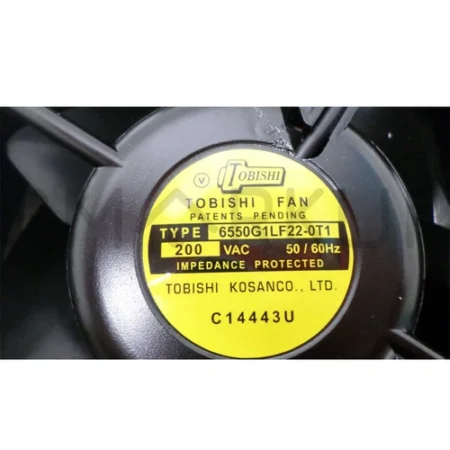 V TOBISHI
TOBISHI FAN
PATENTS PENDING
TYPE 6550G1LF22-0T1
200 VAC 50/60Hz
IMPEDANCE PROTECTED
TOBISHI KOSANCO., LTD.
C14443U